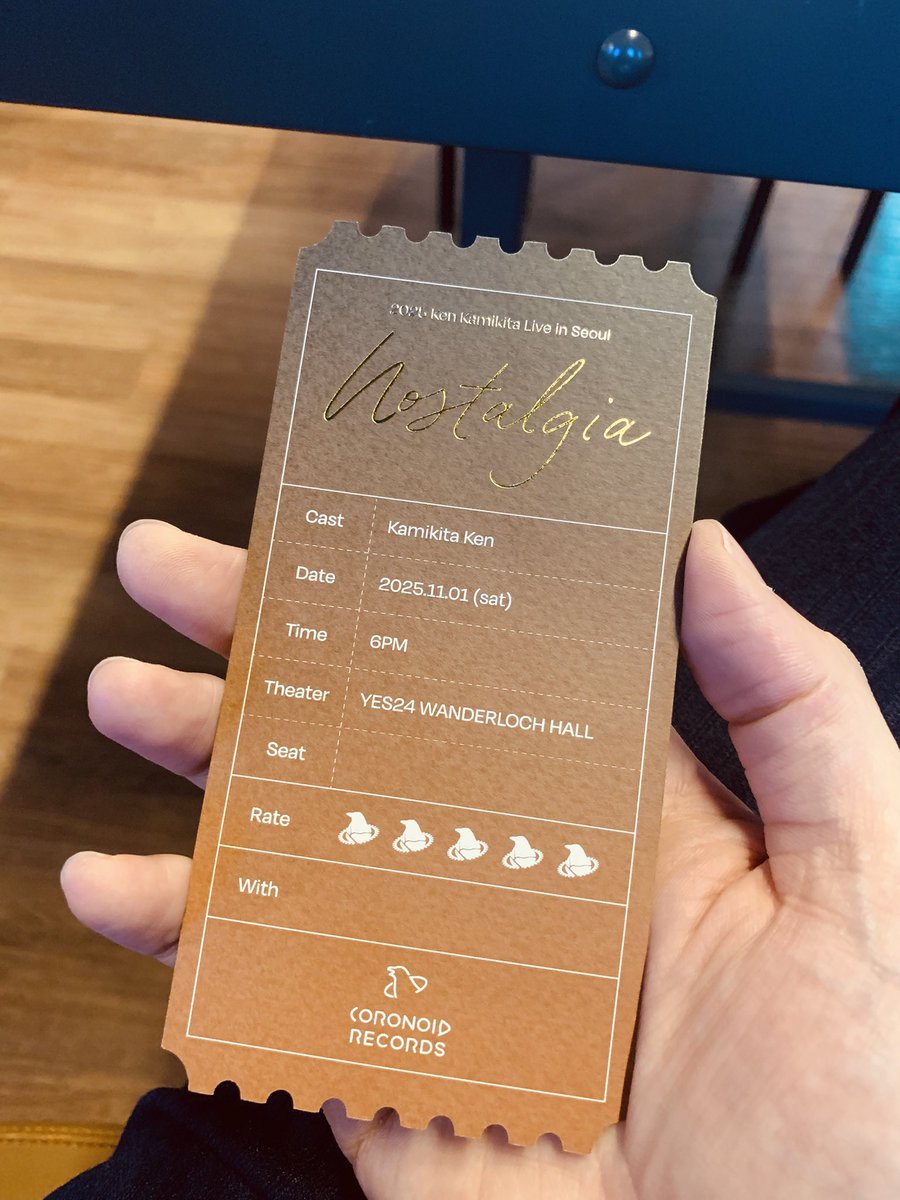 2025 Ken Kamikita Live in Seoul
Nostalgia
Cast Kamikita Ken
Date 2025.11.01 (sat)
Time 6PM
Theater YES24 WANDERLOCH HALL
Seat
Rate
With
CORONOID
RECORDS